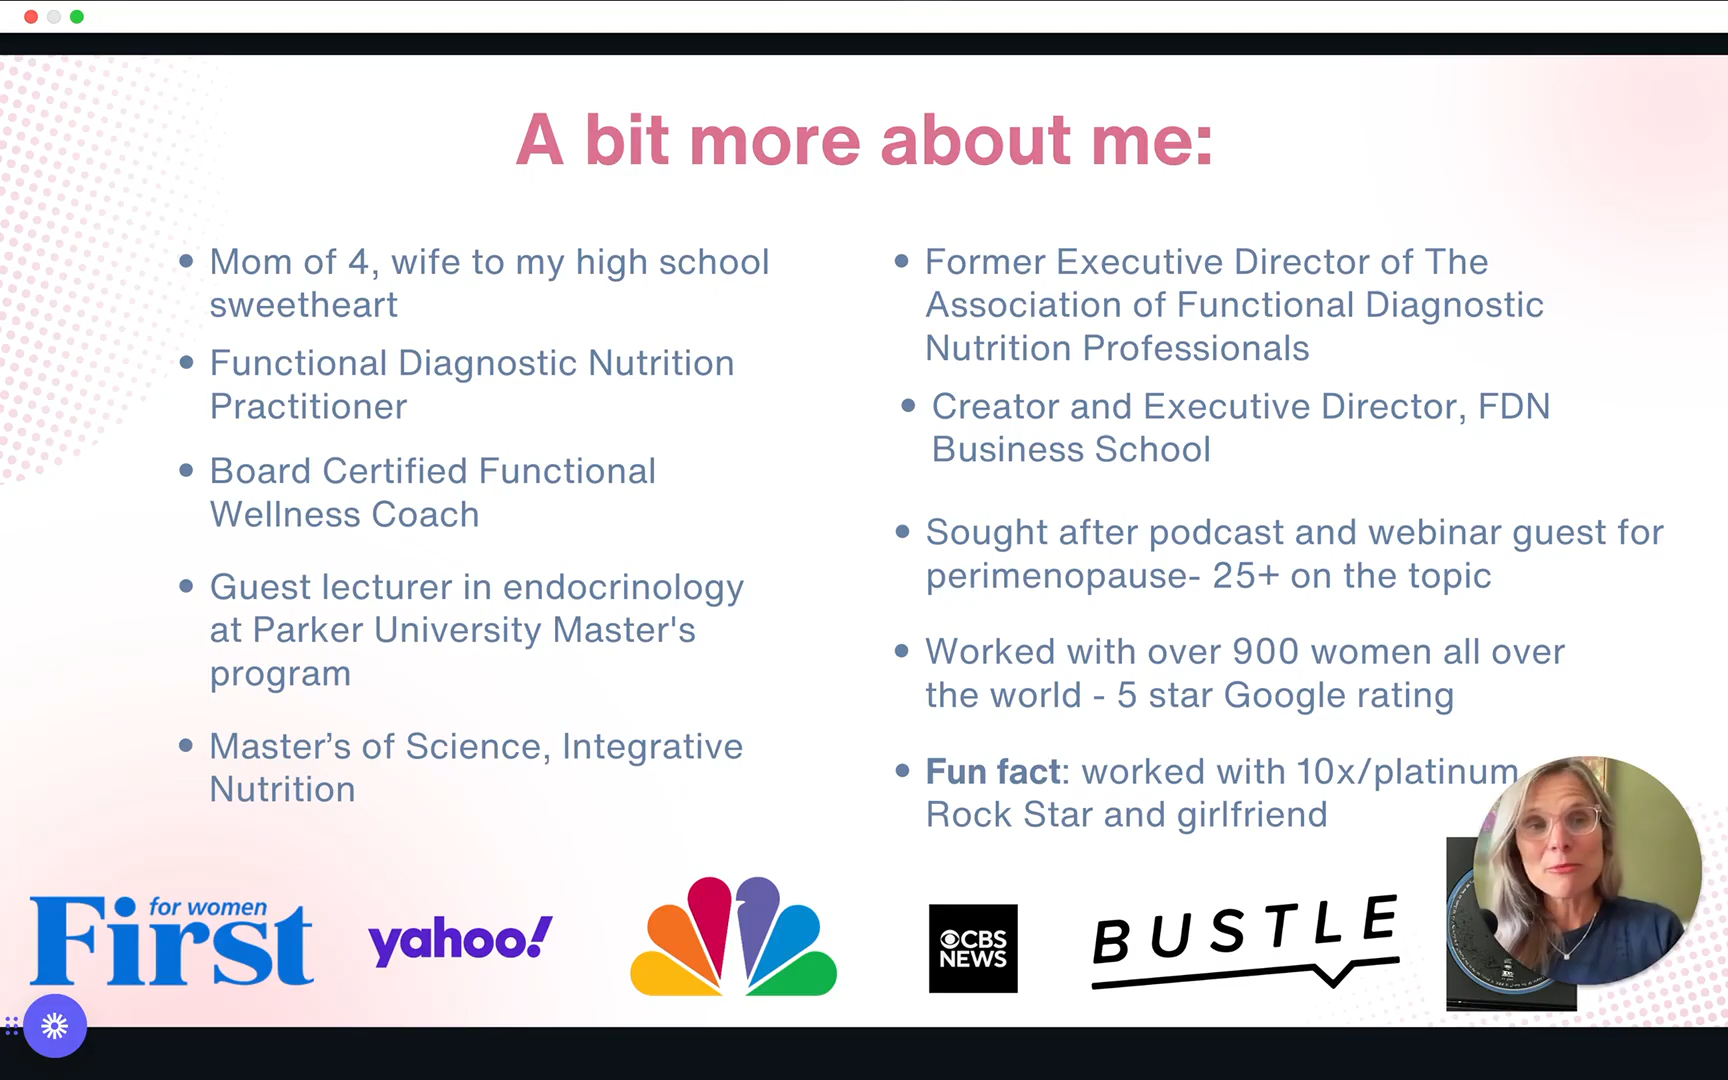 A bit more about me:
Mom of 4, wife to my high school
sweetheart
Functional Diagnostic Nutrition
Practitioner
Board Certified Functional
Wellness Coach
Guest lecturer in endocrinology
at Parker University Master's
program
Master’s of Science, Integrative
Nutrition
Former Executive Director of The
Association of Functional Diagnostic
Nutrition Professionals
Creator and Executive Director, FDN
Business School
Sought after podcast and webinar guest for
perimenopause- 25+ on the topic
Worked with over 900 women all over
the world - 5 star Google rating
Fun fact: worked with 10x/platinum
Rock Star and girlfriend
for women
First
yahoo!
CBS
NEWS
BUSTLE